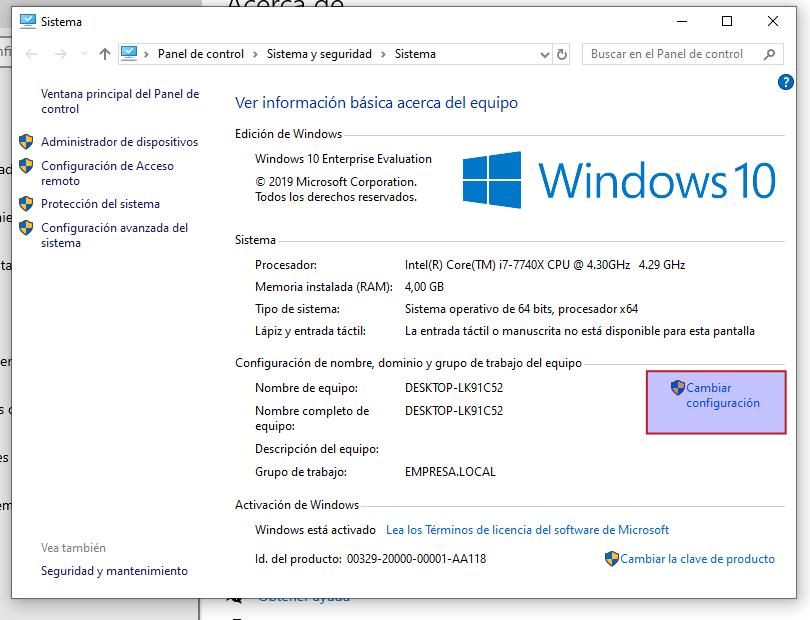 Acerca de
Sistema
Panel de control
Sistema y seguridad
Sistema
Buscar en el Panel de control
?
Ventana principal del Panel de
control
Administrador de dispositivos
Configuración de Acceso
remoto
Protección del sistema
Configuración avanzada del
sistema
Vea también
Seguridad y mantenimiento
Ver información básica acerca del equipo
Edición de Windows
Windows 10 Enterprise Evaluation
© 2019 Microsoft Corporation.
Todos los derechos reservados.
Windows 10
Sistema
Procesador: Intel(R) Core(TM) i7-7740X CPU @ 4.30GHz 4.29 GHz
Memoria instalada (RAM): 4,00 GB
Tipo de sistema: Sistema operativo de 64 bits, procesador x64
Lápiz y entrada táctil: La entrada táctil o manuscrita no está disponible para esta pantalla
Configuración de nombre, dominio y grupo de trabajo del equipo
Nombre de equipo: DESKTOP-LK91C52
Cambiar
configuración
Nombre completo de DESKTOP-LK91C52
equipo:
Descripción del equipo:
Grupo de trabajo: EMPRESA.LOCAL
Activación de Windows
Windows está activado Lea los Términos de licencia del software de Microsoft
Id. del producto: 00329-20000-00001-AA118
Cambiar la clave de producto
Obtener ayuda